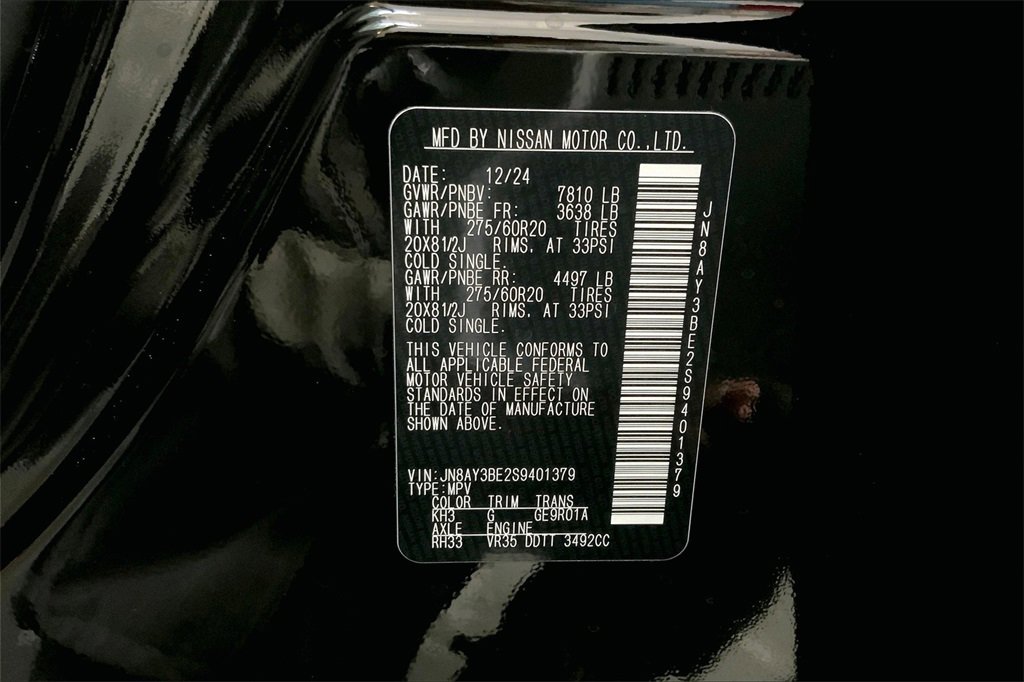 MFD BY NISSAN MOTOR CO.,LTD.
DATE: 12/24
GVWR/PNBV: 7810 LB
GAWR/PNBE FR: 3638 LB
WITH 275/60R20 TIRES
20X81/2J RIMS, AT 33PSI
COLD SINGLE.
GAWR/PNBE RR: 4497 LB
WITH 275/60R20 TIRES
20X81/2J RIMS, AT 33PSI
COLD SINGLE.
THIS VEHICLE CONFORMS TO
ALL APPLICABLE FEDERAL
MOTOR VEHICLE SAFETY
STANDARDS IN EFFECT ON
THE DATE OF MANUFACTURE
SHOWN ABOVE.
VIN:JN8AY3BE2S9401379
TYPE:MPV
COLOR TRIM TRANS
KH3 G GE9R01A
AXLE ENGINE
RH33 VR35 DDTT 3492CC
JN8AY3BE2S9401379